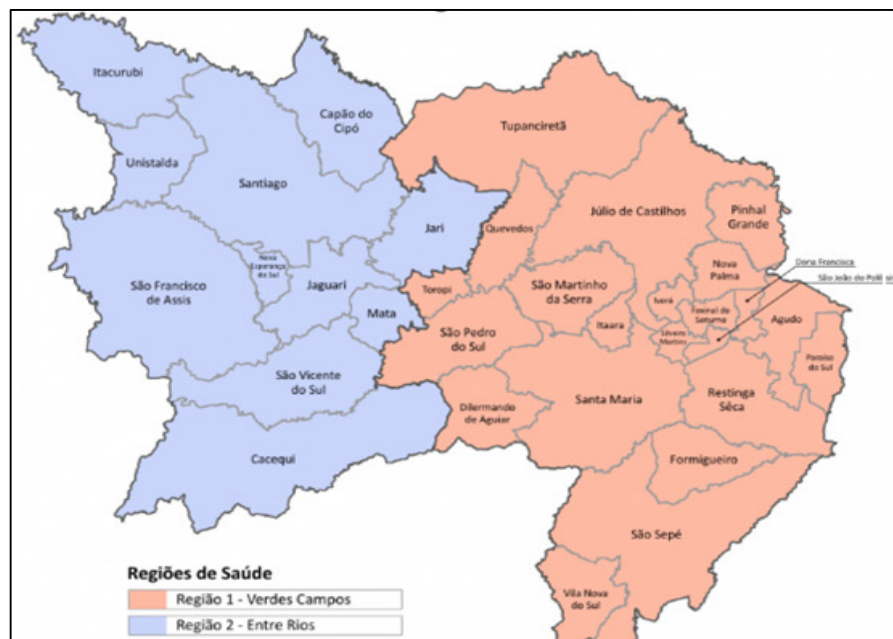 Itacurubi
Capão do
Cipó
Tupanciretã
Unistalda
Santiago
Júlio de Castilhos
Pinhal
Grande
Jari
Quevedos
Nova
Esperança
do Sul
Nova
Palma
Dona Francisca
São João do Polê
São Francisco
de Assis
Jaguari
Toropi
São Martinho
da Serra
Ivorá
Faxinal do
Soturno
Mata
Itaara
Silveira
Martins
Agudo
São Pedro
do Sul
Paraíso
do Sul
São Vicente
do Sul
Dilermando
de Aguiar
Santa Maria
Restinga
Sêca
Cacequi
Formigueiro
São Sepé
Vila Nova
do Sul
Regiões de Saúde
Região 1 - Verdes Campos
Região 2 - Entre Rios